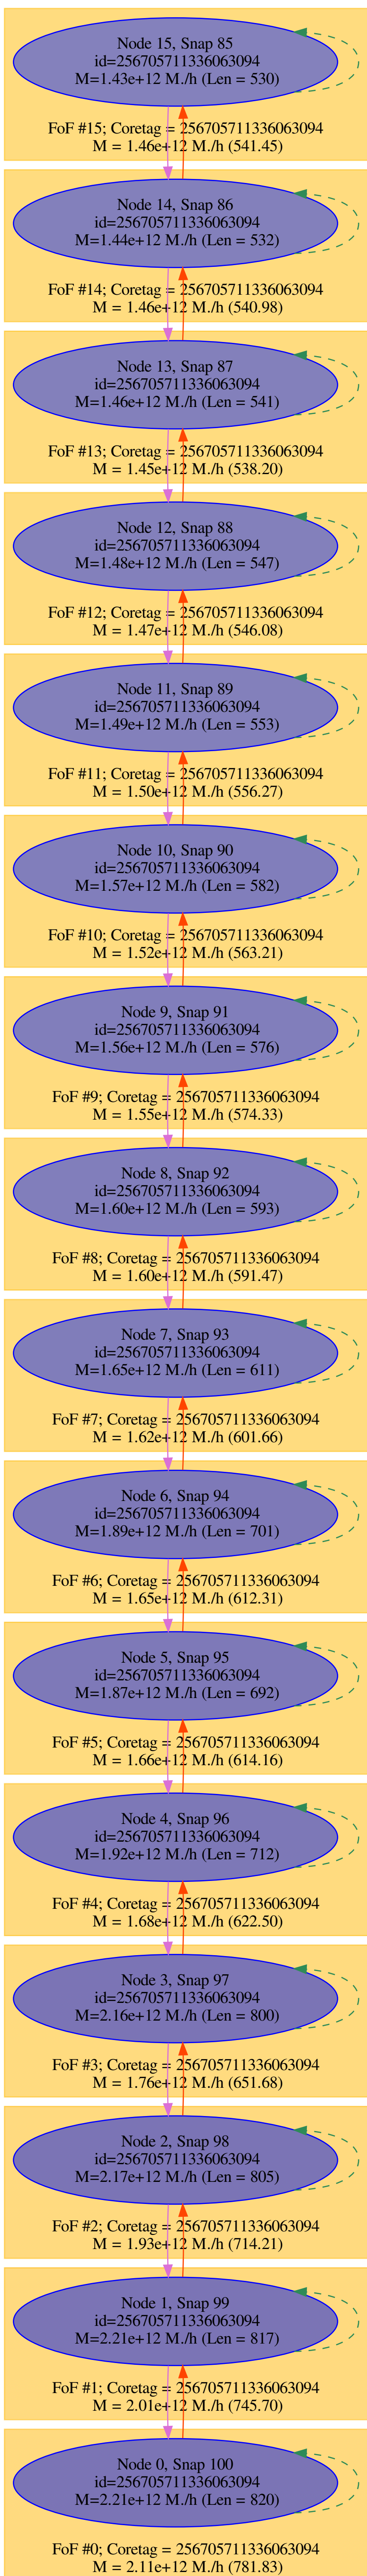 Node 15, Snap 85
id=256705711336063094
M=1.43e+12 M./h (Len = 530)
FoF #15; Coretag = 256705711336063094
M = 1.46e+12 M./h (541.45)
Node 14, Snap 86
id=256705711336063094
M=1.44e+12 M./h (Len = 532)
FoF #14; Coretag = 256705711336063094
M = 1.46e+12 M./h (540.98)
Node 13, Snap 87
id=256705711336063094
M=1.46e+12 M./h (Len = 541)
FoF #13; Coretag = 256705711336063094
M = 1.45e+12 M./h (538.20)
Node 12, Snap 88
id=256705711336063094
M=1.48e+12 M./h (Len = 547)
FoF #12; Coretag = 256705711336063094
M = 1.47e+12 M./h (546.08)
Node 11, Snap 89
id=256705711336063094
M=1.49e+12 M./h (Len = 553)
FoF #11; Coretag = 256705711336063094
M = 1.50e+12 M./h (556.27)
Node 10, Snap 90
id=256705711336063094
M=1.57e+12 M./h (Len = 582)
FoF #10; Coretag = 256705711336063094
M = 1.52e+12 M./h (563.21)
Node 9, Snap 91
id=256705711336063094
M=1.56e+12 M./h (Len = 576)
FoF #9; Coretag = 256705711336063094
M = 1.55e+12 M./h (574.33)
Node 8, Snap 92
id=256705711336063094
M=1.60e+12 M./h (Len = 593)
FoF #8; Coretag = 256705711336063094
M = 1.60e+12 M./h (591.47)
Node 7, Snap 93
id=256705711336063094
M=1.65e+12 M./h (Len = 611)
FoF #7; Coretag = 256705711336063094
M = 1.62e+12 M./h (601.66)
Node 6, Snap 94
id=256705711336063094
M=1.89e+12 M./h (Len = 701)
FoF #6; Coretag = 256705711336063094
M = 1.65e+12 M./h (612.31)
Node 5, Snap 95
id=256705711336063094
M=1.87e+12 M./h (Len = 692)
FoF #5; Coretag = 256705711336063094
M = 1.66e+12 M./h (614.16)
Node 4, Snap 96
id=256705711336063094
M=1.92e+12 M./h (Len = 712)
FoF #4; Coretag = 256705711336063094
M = 1.68e+12 M./h (622.50)
Node 3, Snap 97
id=256705711336063094
M=2.16e+12 M./h (Len = 800)
FoF #3; Coretag = 256705711336063094
M = 1.76e+12 M./h (651.68)
Node 2, Snap 98
id=256705711336063094
M=2.17e+12 M./h (Len = 805)
FoF #2; Coretag = 256705711336063094
M = 1.93e+12 M./h (714.21)
Node 1, Snap 99
id=256705711336063094
M=2.21e+12 M./h (Len = 817)
FoF #1; Coretag = 256705711336063094
M = 2.01e+12 M./h (745.70)
Node 0, Snap 100
id=256705711336063094
M=2.21e+12 M./h (Len = 820)
FoF #0; Coretag = 256705711336063094
M = 2.11e+12 M./h (781.83)